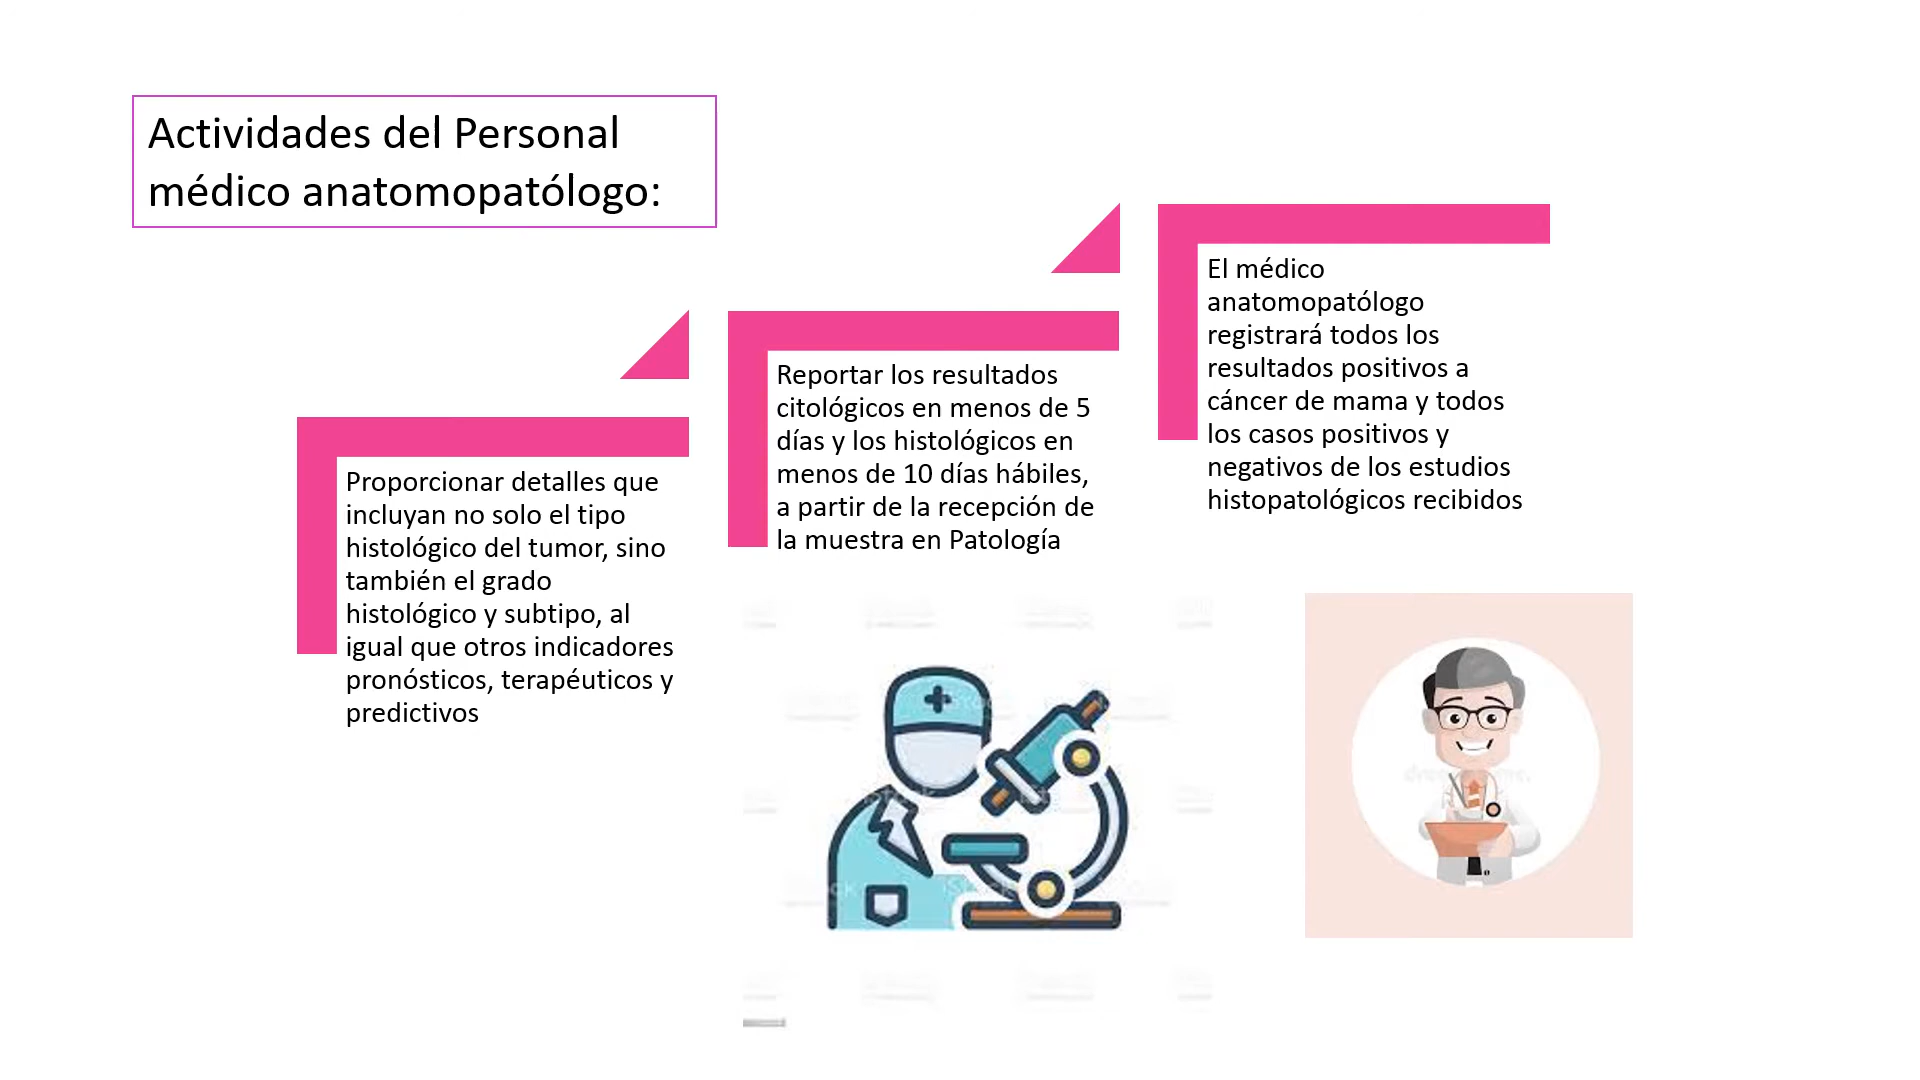 Actividades del Personal
médico anatomopatólogo:
Proporcionar detalles que
incluyan no solo el tipo
histológico del tumor, sino
también el grado
histológico y subtipo, al
igual que otros indicadores
pronósticos, terapéuticos y
predictivos
Reportar los resultados
citológicos en menos de 5
días y los histológicos en
menos de 10 días hábiles,
a partir de la recepción de
la muestra en Patología
El médico
anatomopatólogo
registrará todos los
resultados positivos a
cáncer de mama y todos
los casos positivos y
negativos de los estudios
histopatológicos recibidos
iStock